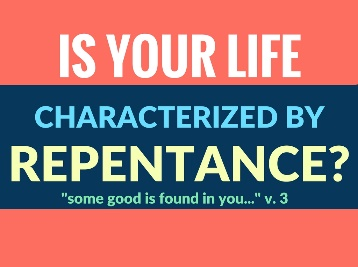 IS YOUR LIFE
CHARACTERIZED BY
REPENTANCE?
"some good is found in you..." v. 3